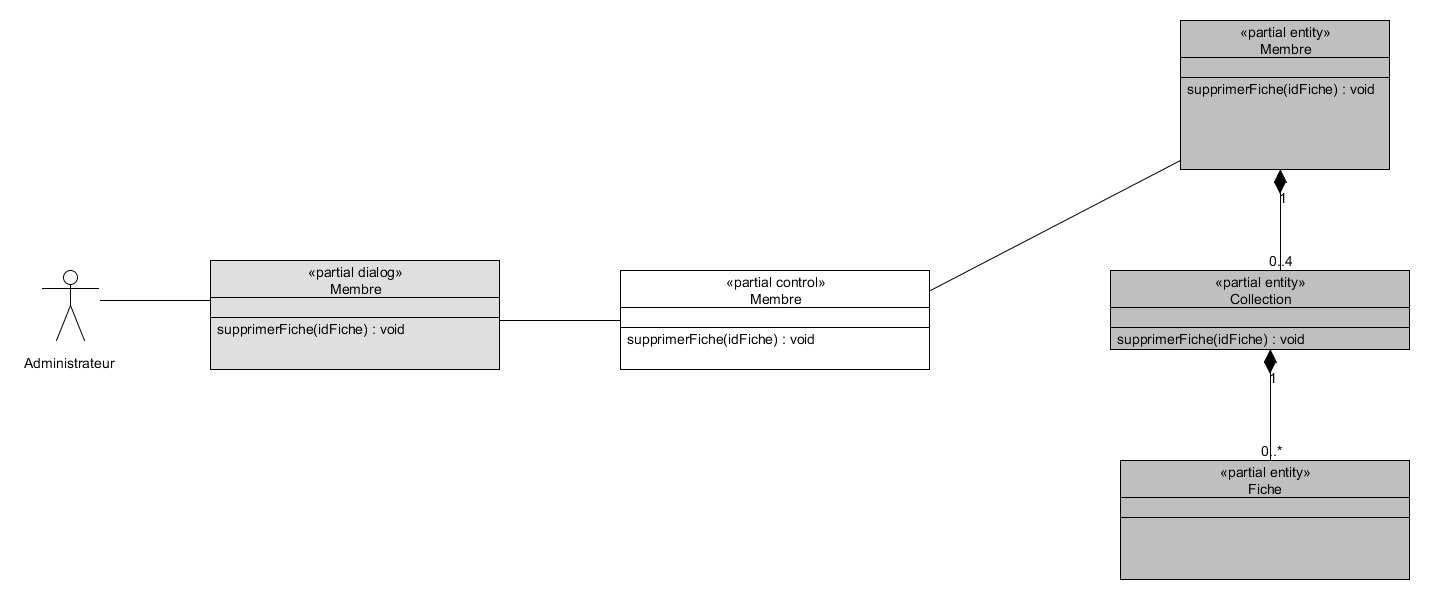 «partial entity»
Membre
supprimerFiche(idFiche) : void
1
0..4
«partial dialog»
Membre
supprimerFiche(idFiche) : void
«partial control»
Membre
supprimerFiche(idFiche) : void
«partial entity»
Collection
supprimerFiche(idFiche) : void
Administrateur
1
0..*
«partial entity»
Fiche